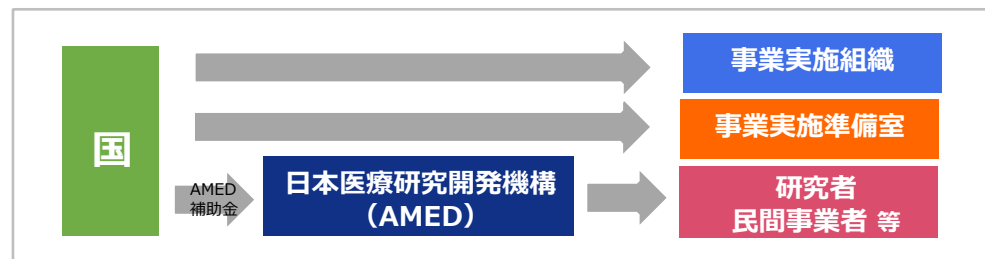 国
事業実施組織
事業実施準備室
AMED
補助金
日本医療研究開発機構
（AMED）
研究者
民間事業者 等